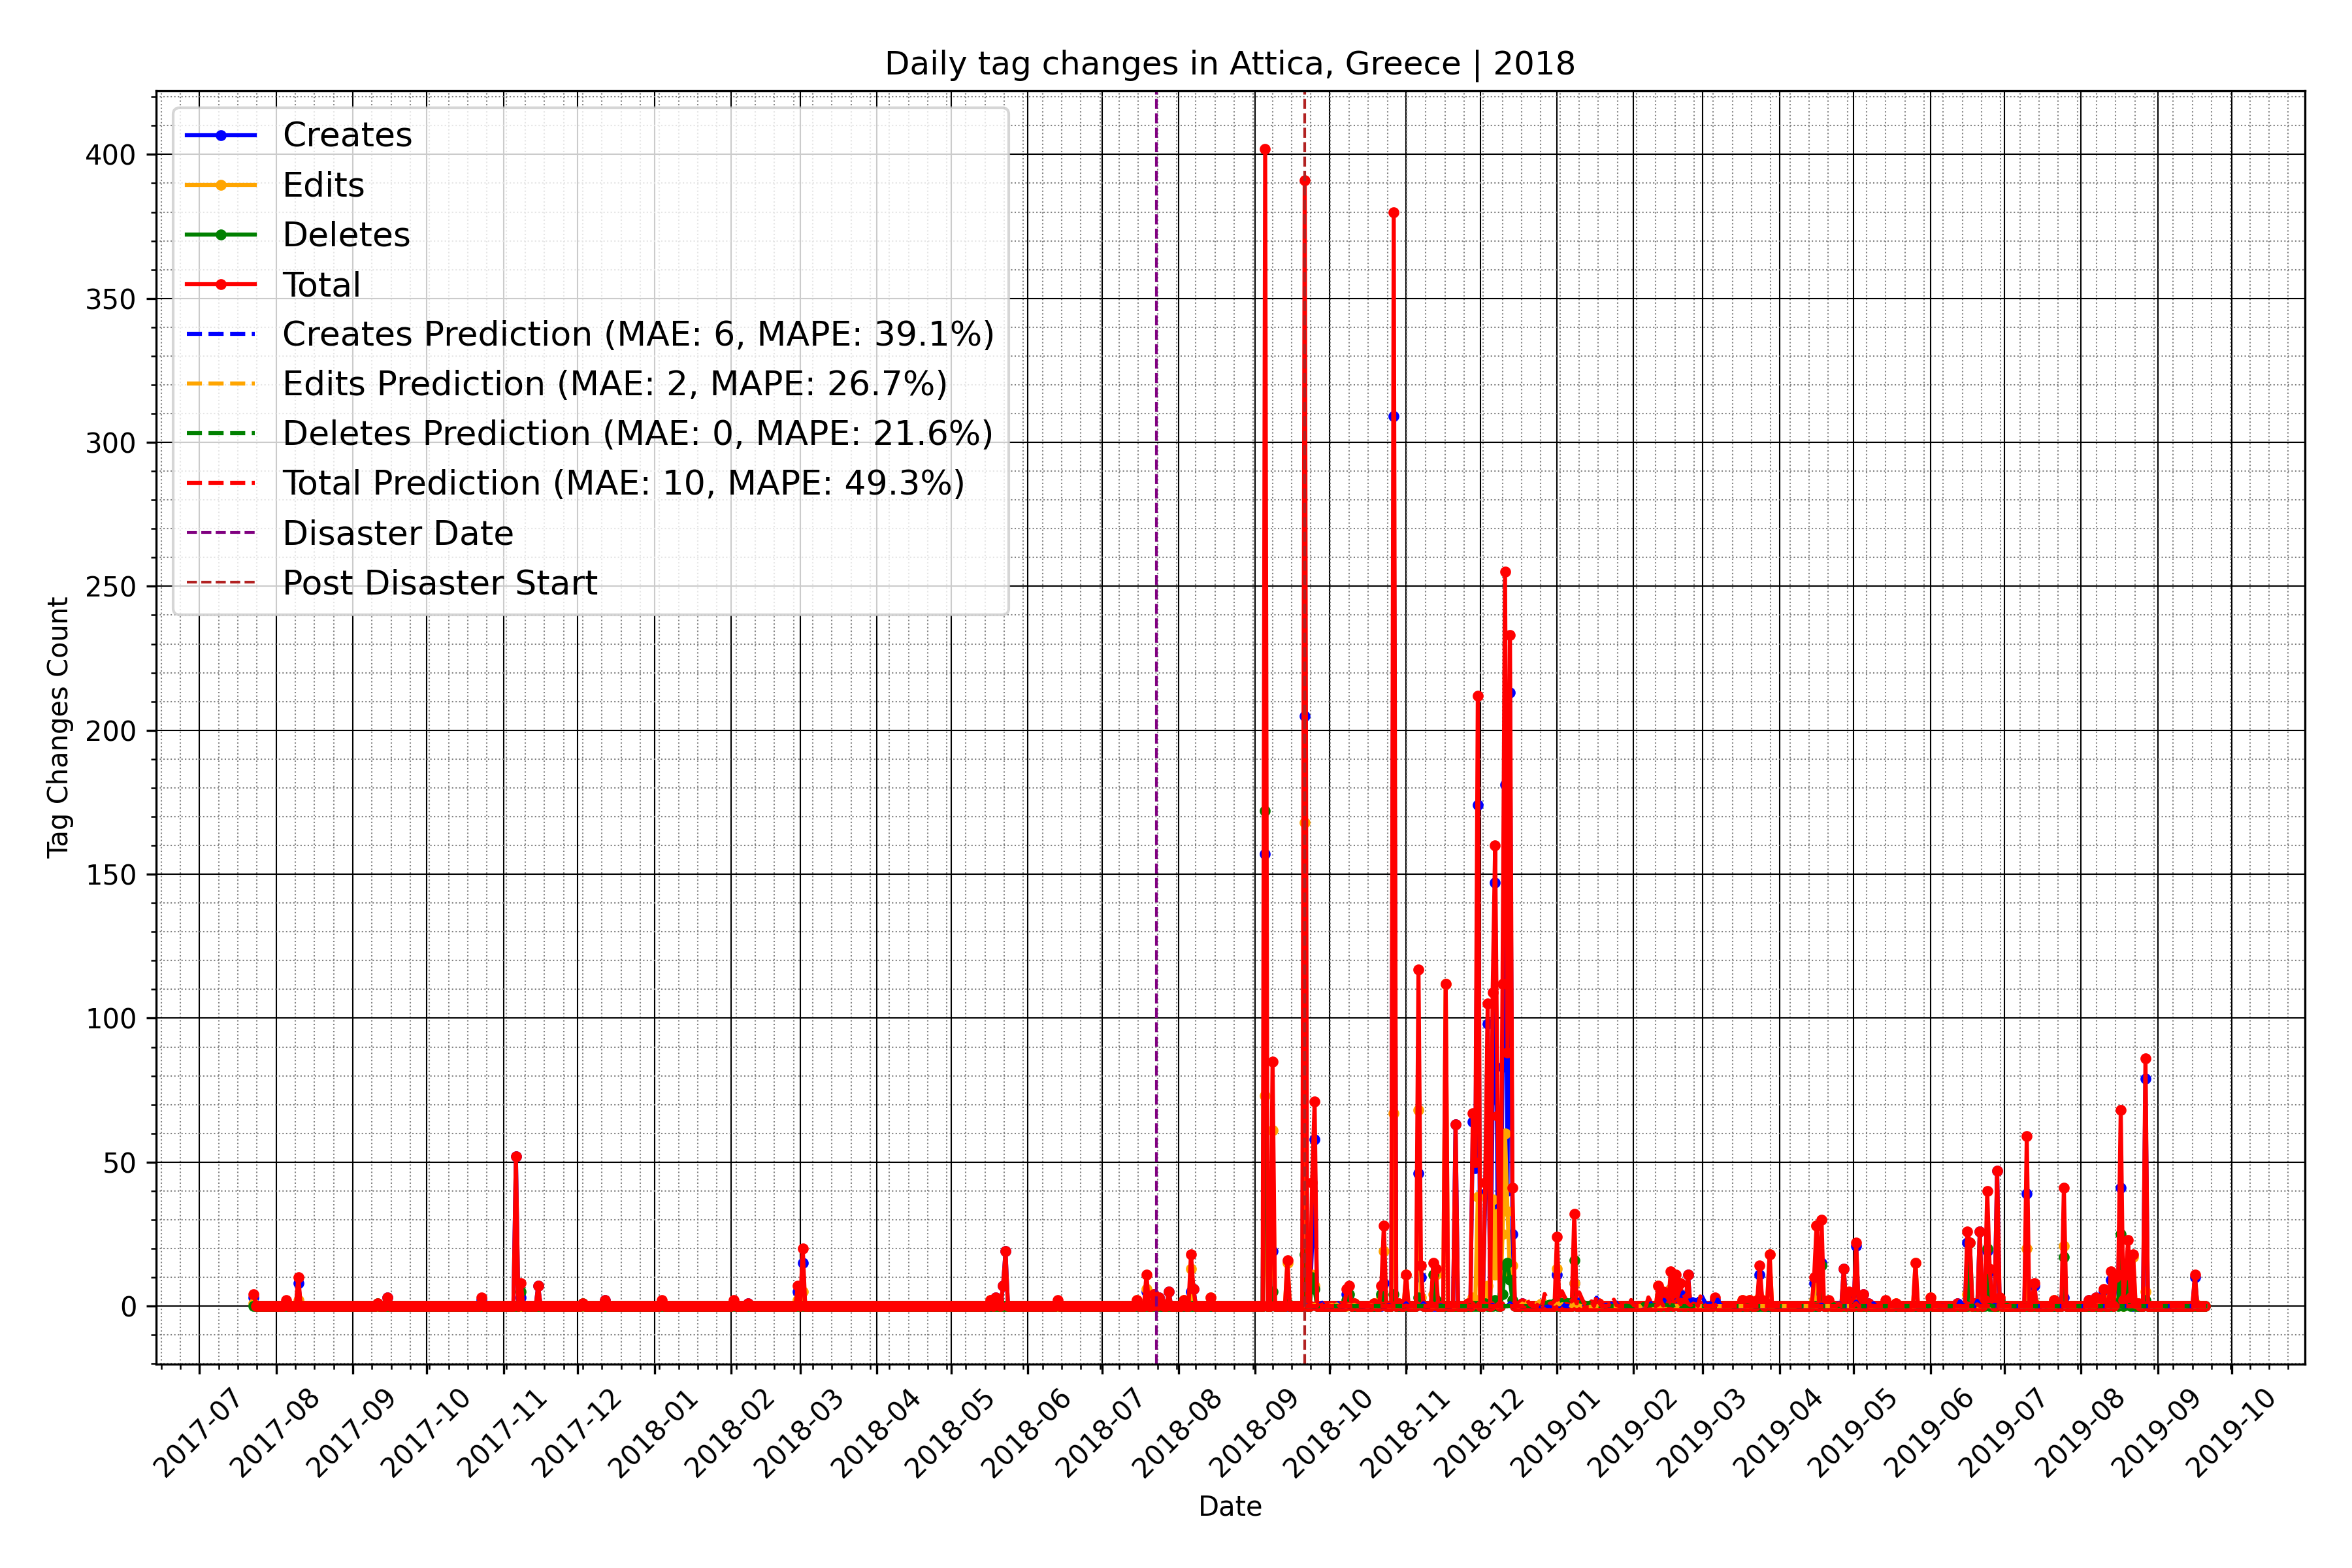 Daily tag changes in Attica, Greece | 2018
Creates
Edits
Deletes
Total
Creates Prediction (MAE: 6, MAPE: 39.1%)
Edits Prediction (MAE: 2, MAPE: 26.7%)
Deletes Prediction (MAE: 0, MAPE: 21.6%)
Total Prediction (MAE: 10, MAPE: 49.3%)
Disaster Date
Post Disaster Start
Tag Changes Count
400
350
300
250
200
150
100
50
0
2017-07
2017-08
2017-09
2017-10
2017-11
2017-12
2018-01
2018-02
2018-03
2018-04
2018-05
2018-06
2018-07
2018-08
2018-09
2018-10
2018-11
2018-12
2019-01
2019-02
2019-03
2019-04
2019-05
2019-06
2019-07
2019-08
2019-09
2019-10
Date